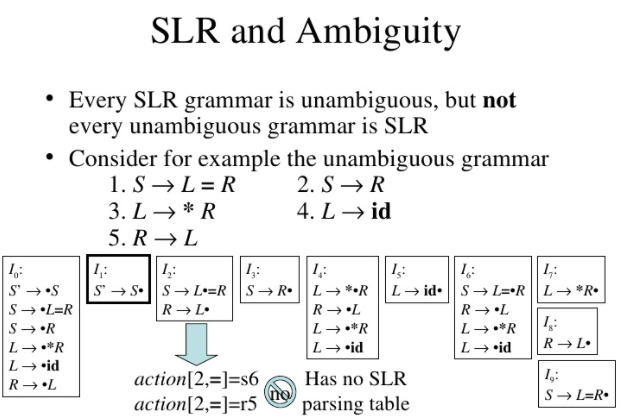 SLR and Ambiguity
• Every SLR grammar is unambiguous, but not
every unambiguous grammar is SLR
• Consider for example the unambiguous grammar
1. S → L = R 2. S → R
3. L → * R 4. L → id
5. R → L
I0:
S’ → •S
S → •L=R
S → •R
L → •*R
L → •id
R → •L
I1:
S’ → S•
I2:
S → L•=R
R → L•
I3:
S → R•
I4:
L → *•R
R → •L
L → •*R
L → •id
I5:
L → id•
I6:
S → L=•R
R → •L
L → •*R
L → •id
I7:
L → *R•
I8:
R → L•
I9:
S → L=R•
action[2,=]=s6
action[2,=]=r5
no
Has no SLR
parsing table